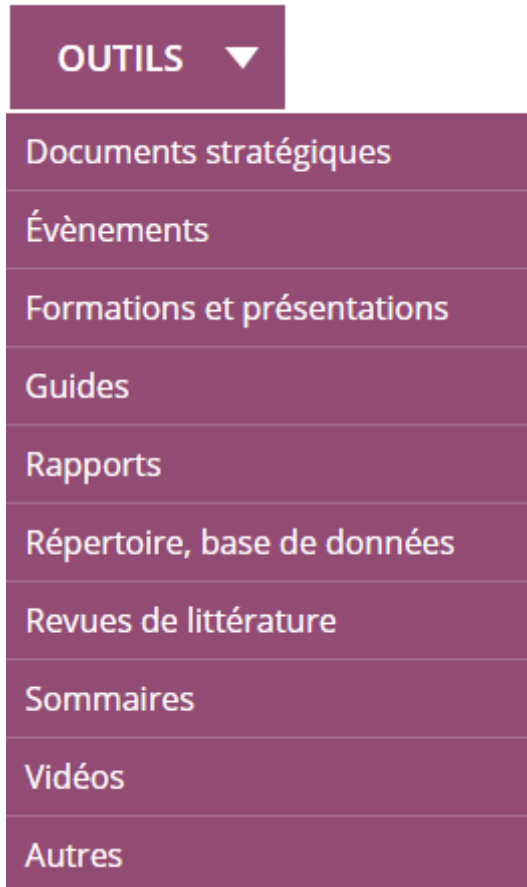 OUTILS
Documents stratégiques
Évènements
Formations et présentations
Guides
Rapports
Répertoire, base de données
Revues de littérature
Sommaires
Vidéos
Autres